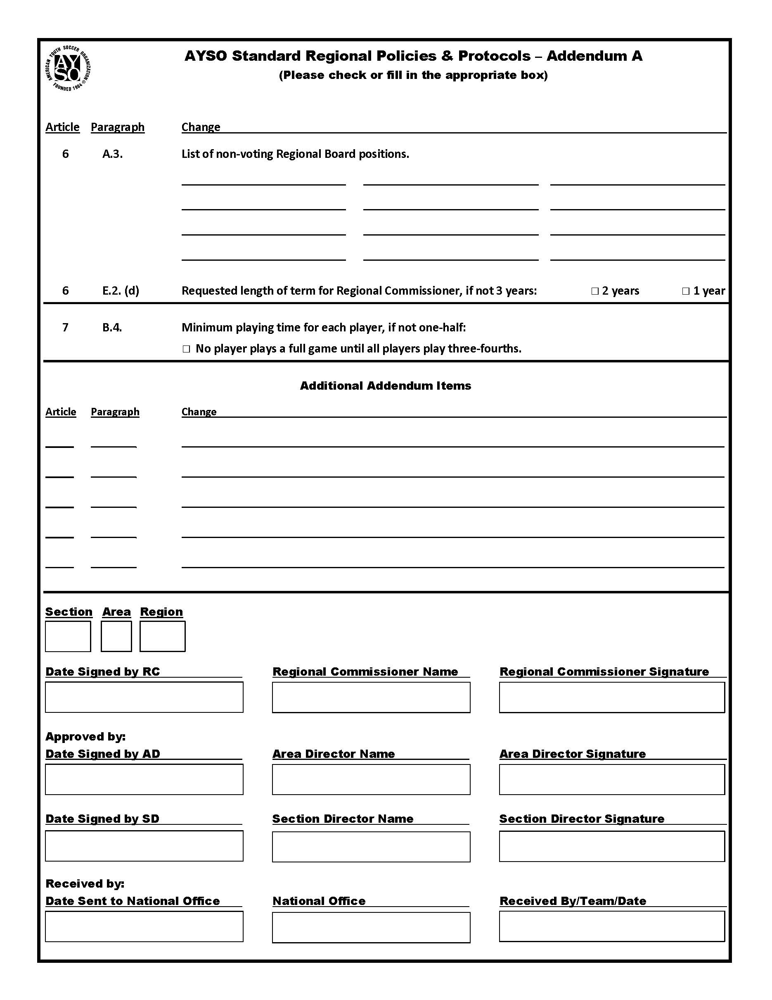 AMERICAN YOUTH SOCCER ORGANIZATION
AY
SO
®
FOUNDED 1964
AYSO Standard Regional Policies & Protocols – Addendum A
(Please check or fill in the appropriate box)
Article Paragraph Change
6 A.3. List of non-voting Regional Board positions.
6 E.2. (d) Requested length of term for Regional Commissioner, if not 3 years: □ 2 years □ 1 year
7 B.4. Minimum playing time for each player, if not one-half:
□ No player plays a full game until all players play three-fourths.
Additional Addendum Items
Article Paragraph Change
Section Area Region
Date Signed by RC Regional Commissioner Name Regional Commissioner Signature
Approved by:
Date Signed by AD Area Director Name Area Director Signature
Date Signed by SD Section Director Name Section Director Signature
Received by:
Date Sent to National Office National Office Received By/Team/Date